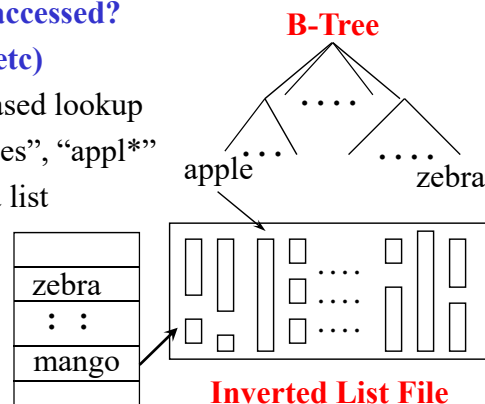 accessed?
etc)
ased lookup
es”, “appl*”
list
B-Tree
. . . .
. . .
. . . .
apple
zebra
zebra
: :
mango
. . . .
. . . .
. . . .
Inverted List File